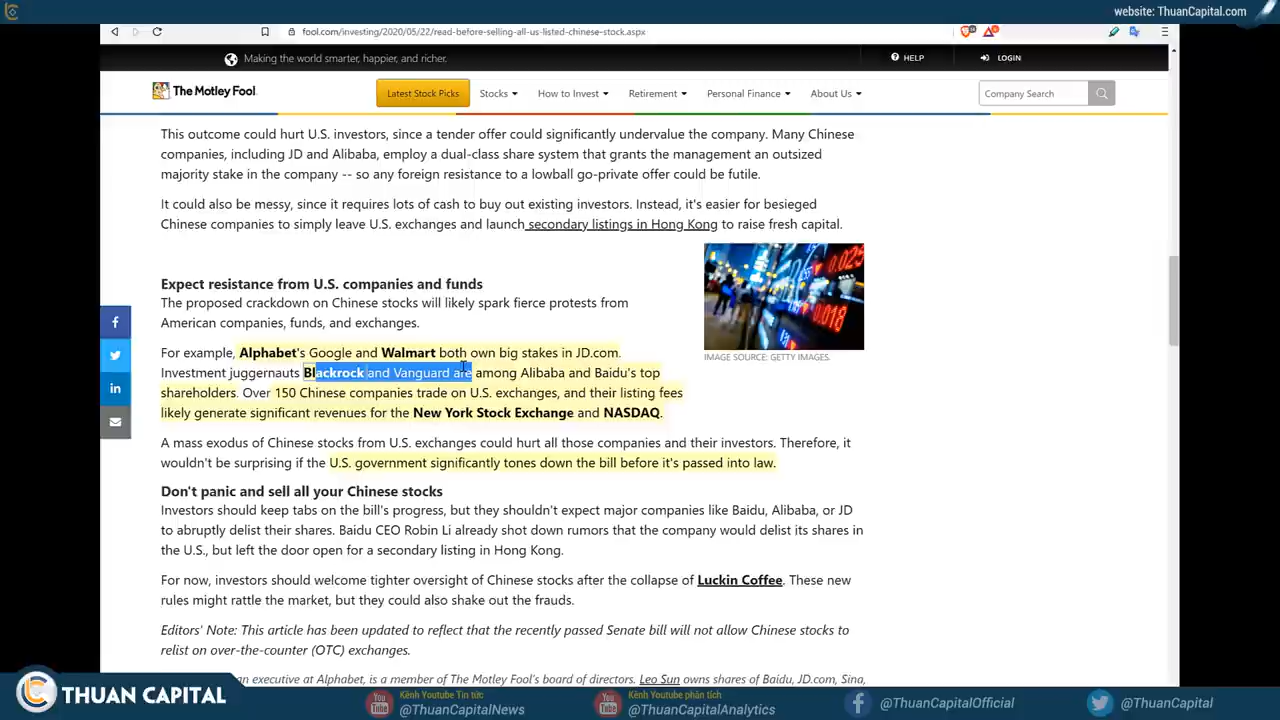 website: ThuanCapital.com
fool.com/investing/2020/05/22/read-before-selling-all-us-listed-chinese-stock.aspx
Making the world smarter, happier, and richer.
HELP
LOGIN
The Motley Fool
Latest Stock Picks
Stocks
How to Invest
Retirement
Personal Finance
About Us
Company Search
This outcome could hurt U.S. investors, since a tender offer could significantly undervalue the company. Many Chinese
companies, including JD and Alibaba, employ a dual-class share system that grants the management an outsized
majority stake in the company -- so any foreign resistance to a lowball go-private offer could be futile.
It could also be messy, since it requires lots of cash to buy out existing investors. Instead, it's easier for besieged
Chinese companies to simply leave U.S. exchanges and launch secondary listings in Hong Kong to raise fresh capital.
Expect resistance from U.S. companies and funds
The proposed crackdown on Chinese stocks will likely spark fierce protests from
American companies, funds, and exchanges.
0.029
0.018
IMAGE SOURCE: GETTY IMAGES.
For example, Alphabet's Google and Walmart both own big stakes in JD.com.
Investment juggernauts Blackrock and Vanguard are among Alibaba and Baidu's top
shareholders. Over 150 Chinese companies trade on U.S. exchanges, and their listing fees
likely generate significant revenues for the New York Stock Exchange and NASDAQ.
A mass exodus of Chinese stocks from U.S. exchanges could hurt all those companies and their investors. Therefore, it
wouldn't be surprising if the U.S. government significantly tones down the bill before it's passed into law.
Don't panic and sell all your Chinese stocks
Investors should keep tabs on the bill's progress, but they shouldn't expect major companies like Baidu, Alibaba, or JD
to abruptly delist their shares. Baidu CEO Robin Li already shot down rumors that the company would delist its shares in
the U.S., but left the door open for a secondary listing in Hong Kong.
For now, investors should welcome tighter oversight of Chinese stocks after the collapse of Luckin Coffee. These new
rules might rattle the market, but they could also shake out the frauds.
Editors' Note: This article has been updated to reflect that the recently passed Senate bill will not allow Chinese stocks to
relist on over-the-counter (OTC) exchanges.
an executive at Alphabet, is a member of The Motley Fool's board of directors. Leo Sun owns shares of Baidu, JD.com, Sina,
THUAN CAPITAL
Kênh Youtube Tin tức:
@ThuanCapitalNews
Kênh Youtube phân tích
@ThuanCapitalAnalytics
@ThuanCapitalOfficial
@ThuanCapital